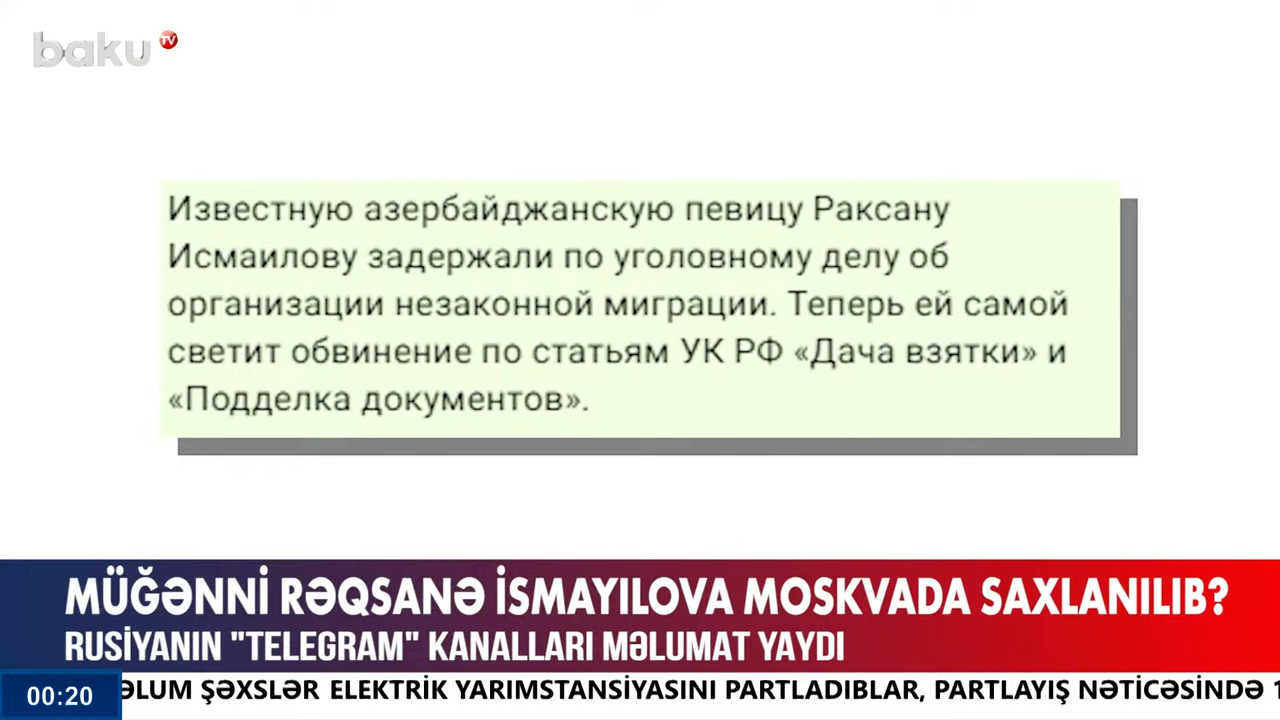 baku TV
Известную азербайджанскую певицу Раксану
Исмаилову задержали по уголовному делу об
организации незаконной миграции. Теперь ей самой
светит обвинение по статьям УК РФ «Дача взятки» и
«Подделка документов».
MÜĞƏNNİ RƏQSANƏ İSMAYILOVA MOSKVADA SAXLANILIB?
RUSİYANIN "TELEGRAM" KANALLARI MƏLUMAT YAYDI
00:20 ƏLUM ŞƏXSLƏR ELEKTRİK YARIMSTANSİYASINI PARTLADIBLAR, PARTLAYIŞ NƏTİCƏSİNDƏ 1